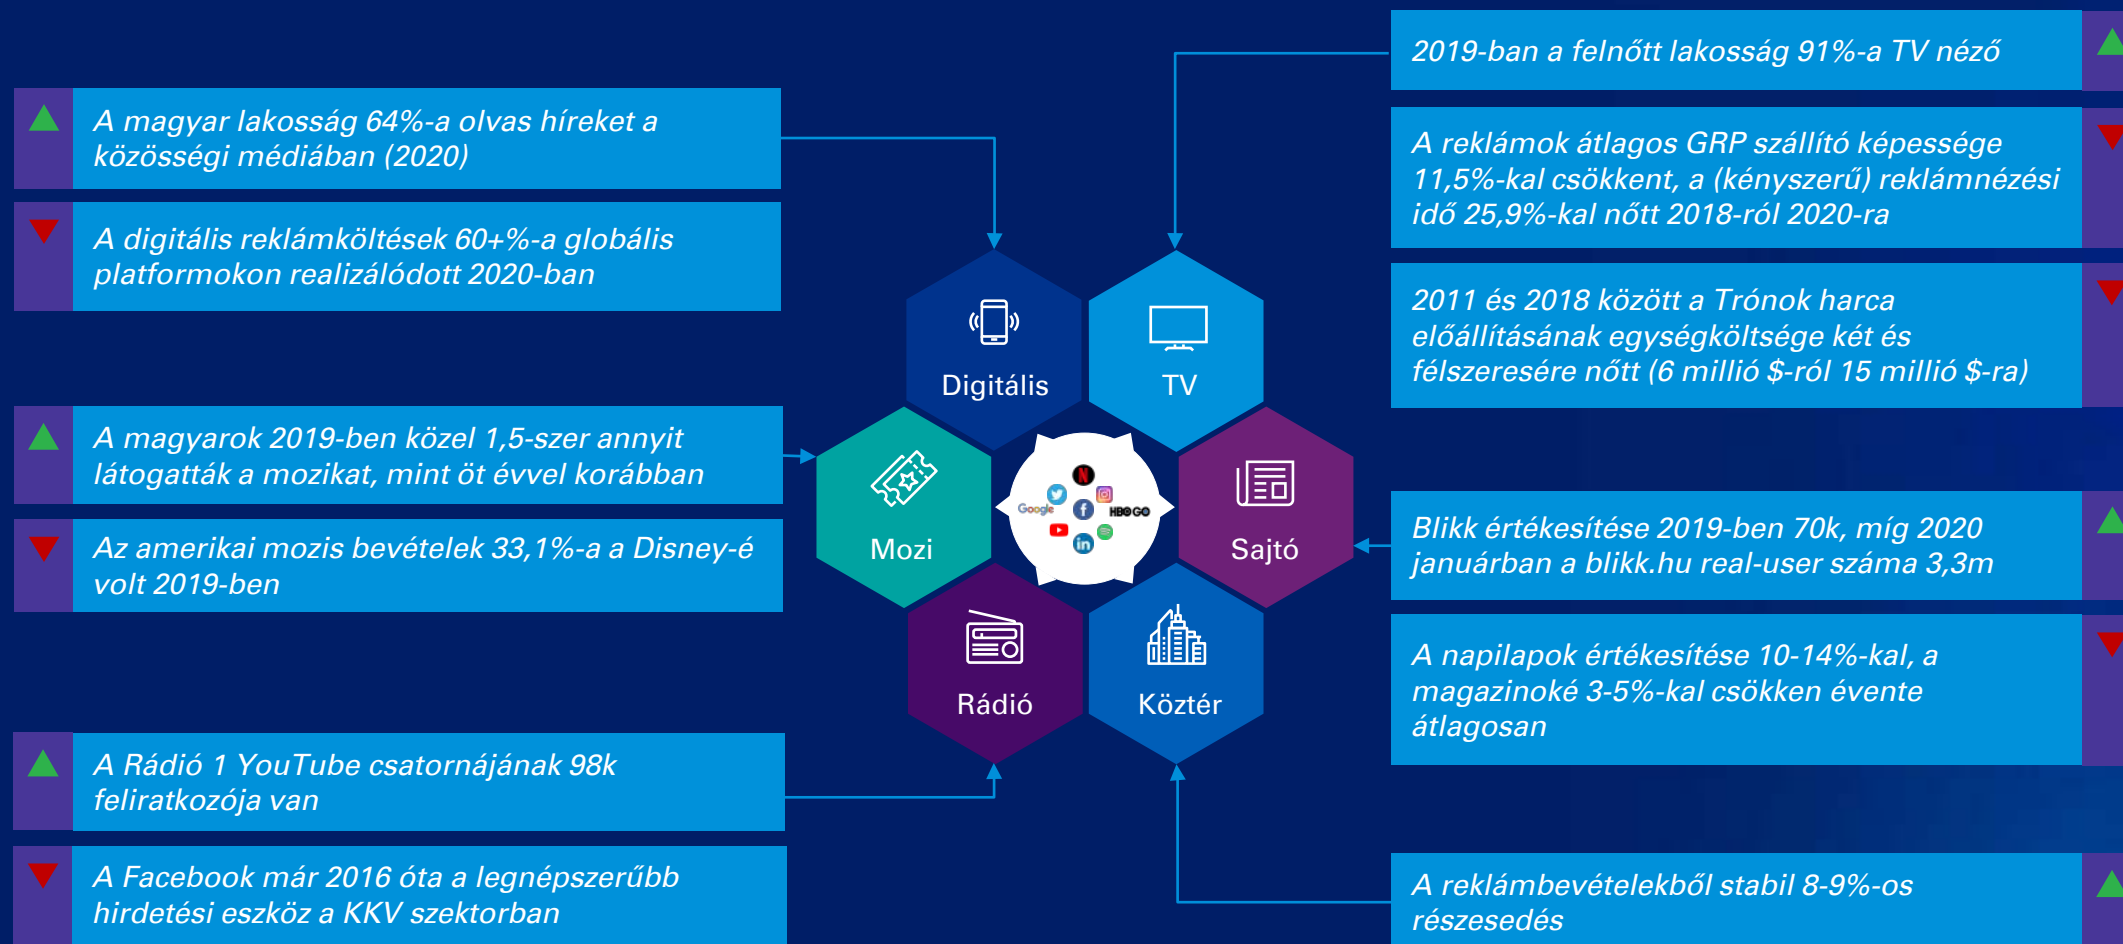 A magyar lakosság 64%-a olvas híreket a
közösségi médiában (2020)
A digitális reklámköltések 60+%-a globális
platformokon realizálódott 2020-ban
A magyarok 2019-ben közel 1,5-szer annyit
látogatták a mozikat, mint öt évvel korábban
Az amerikai mozis bevételek 33,1%-a a Disney-é
volt 2019-ben
A Rádió 1 YouTube csatornájának 98k
feliratkozója van
A Facebook már 2016 óta a legnépszerűbb
hirdetési eszköz a KKV szektorban
Digitális
TV
Mozi
N
Google
f
HBO GO
in
Sajtó
Rádió
Köztér
2019-ban a felnőtt lakosság 91%-a TV néző
A reklámok átlagos GRP szállító képessége
11,5%-kal csökkent, a (kényszerű) reklámnézési
idő 25,9%-kal nőtt 2018-ról 2020-ra
2011 és 2018 között a Trónok harca
előállításának egységköltsége két és
félszeresére nőtt (6 millió $-ról 15 millió $-ra)
Blikk értékesítése 2019-ben 70k, míg 2020
januárban a blikk.hu real-user száma 3,3m
A napilapok értékesítése 10-14%-kal, a
magazinoké 3-5%-kal csökken évente
átlagosan
A reklámbevételekből stabil 8-9%-os
részesedés